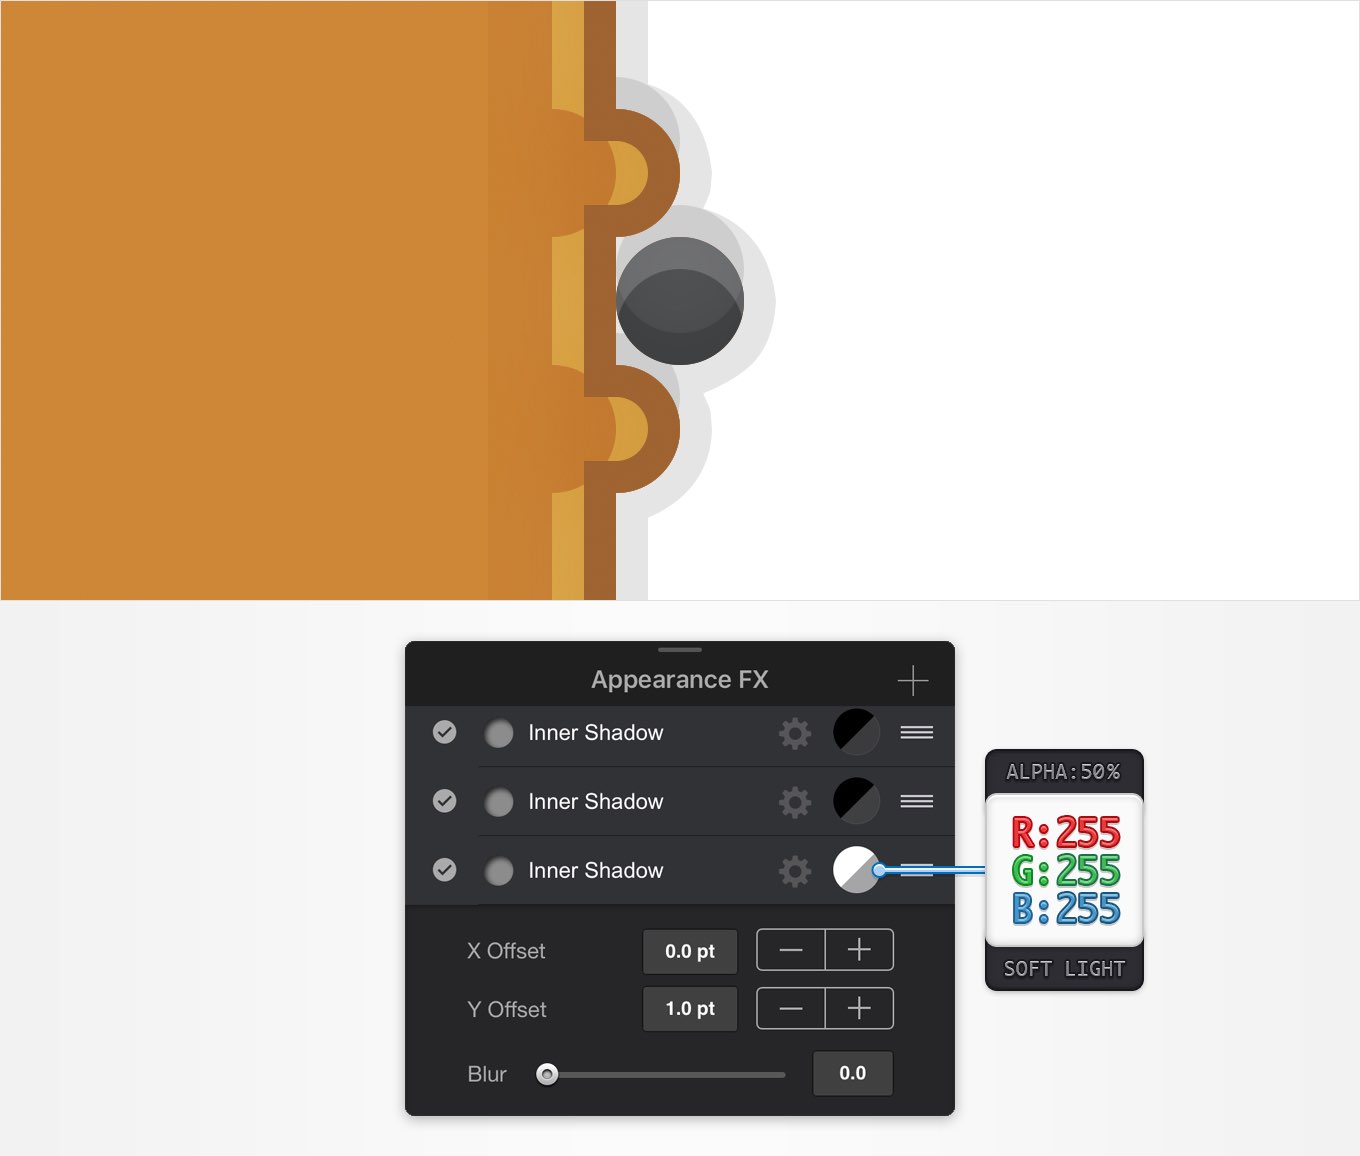 Appearance FX
Inner Shadow
Inner Shadow
Inner Shadow
ALPHA:50%
R:255
G:255
B:255
SOFT LIGHT
X Offset 0.0 pt
Y Offset 1.0 pt
Blur 0.0